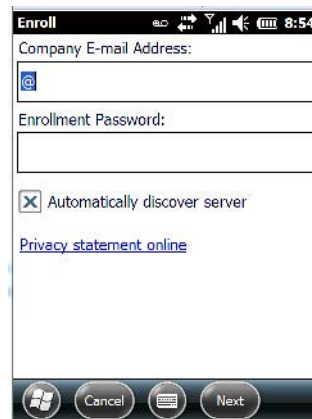 Enroll 8:54
Company E-mail Address:
@
Enrollment Password:
Automatically discover server
Privacy statement online
Cancel Next